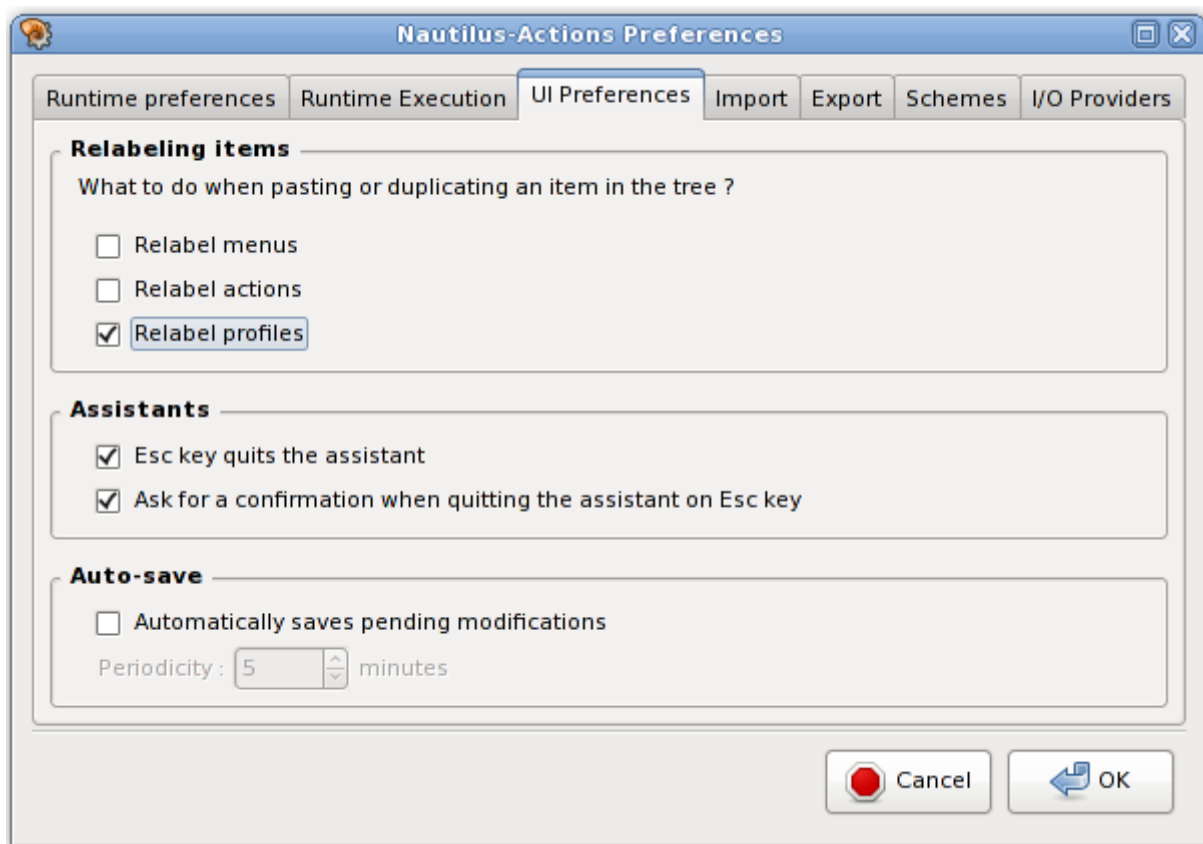 Nautilus-Actions Preferences
Runtime preferences Runtime Execution UI Preferences Import Export Schemes I/O Providers
Relabeling items
What to do when pasting or duplicating an item in the tree ?
Relabel menus
Relabel actions
Relabel profiles
Assistants
Esc key quits the assistant
Ask for a confirmation when quitting the assistant on Esc key
Auto-save
Automatically saves pending modifications
Periodicity : 5 minutes
Cancel OK